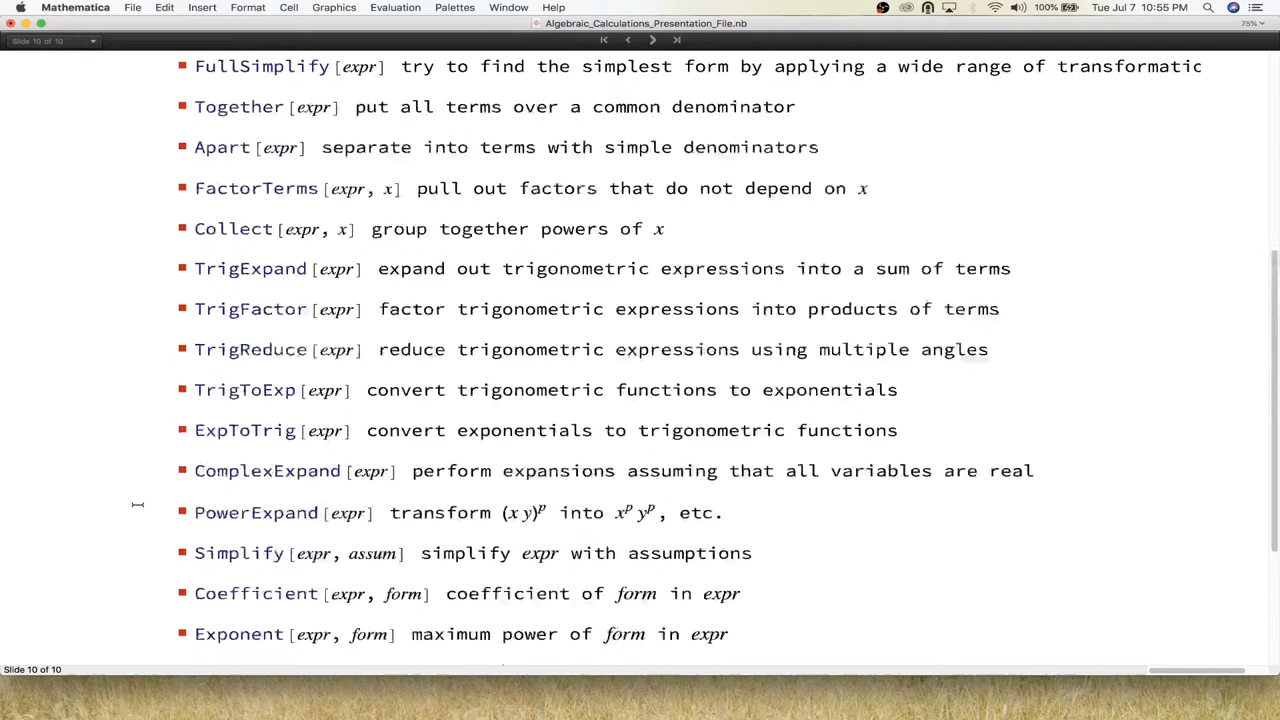 Mathematica File Edit Insert Format Cell Graphics Evaluation Palettes Window Help 100% Tue Jul 7 10:55 PM
Algebraic_Calculations_Presentation_File.nb 75%
Slide 10 of 10
FullSimplify[expr] try to find the simplest form by applying a wide range of transformatic
Together[expr] put all terms over a common denominator
Apart[expr] separate into terms with simple denominators
FactorTerms[expr, x] pull out factors that do not depend on x
Collect[expr, x] group together powers of x
TrigExpand[expr] expand out trigonometric expressions into a sum of terms
TrigFactor[expr] factor trigonometric expressions into products of terms
TrigReduce[expr] reduce trigonometric expressions using multiple angles
TrigToExp[expr] convert trigonometric functions to exponentials
ExpToTrig[expr] convert exponentials to trigonometric functions
ComplexExpand[expr] perform expansions assuming that all variables are real
PowerExpand[expr] transform (x y)^p into x^p y^p, etc.
Simplify[expr, assum] simplify expr with assumptions
Coefficient[expr, form] coefficient of form in expr
Exponent[expr, form] maximum power of form in expr
Slide 10 of 10